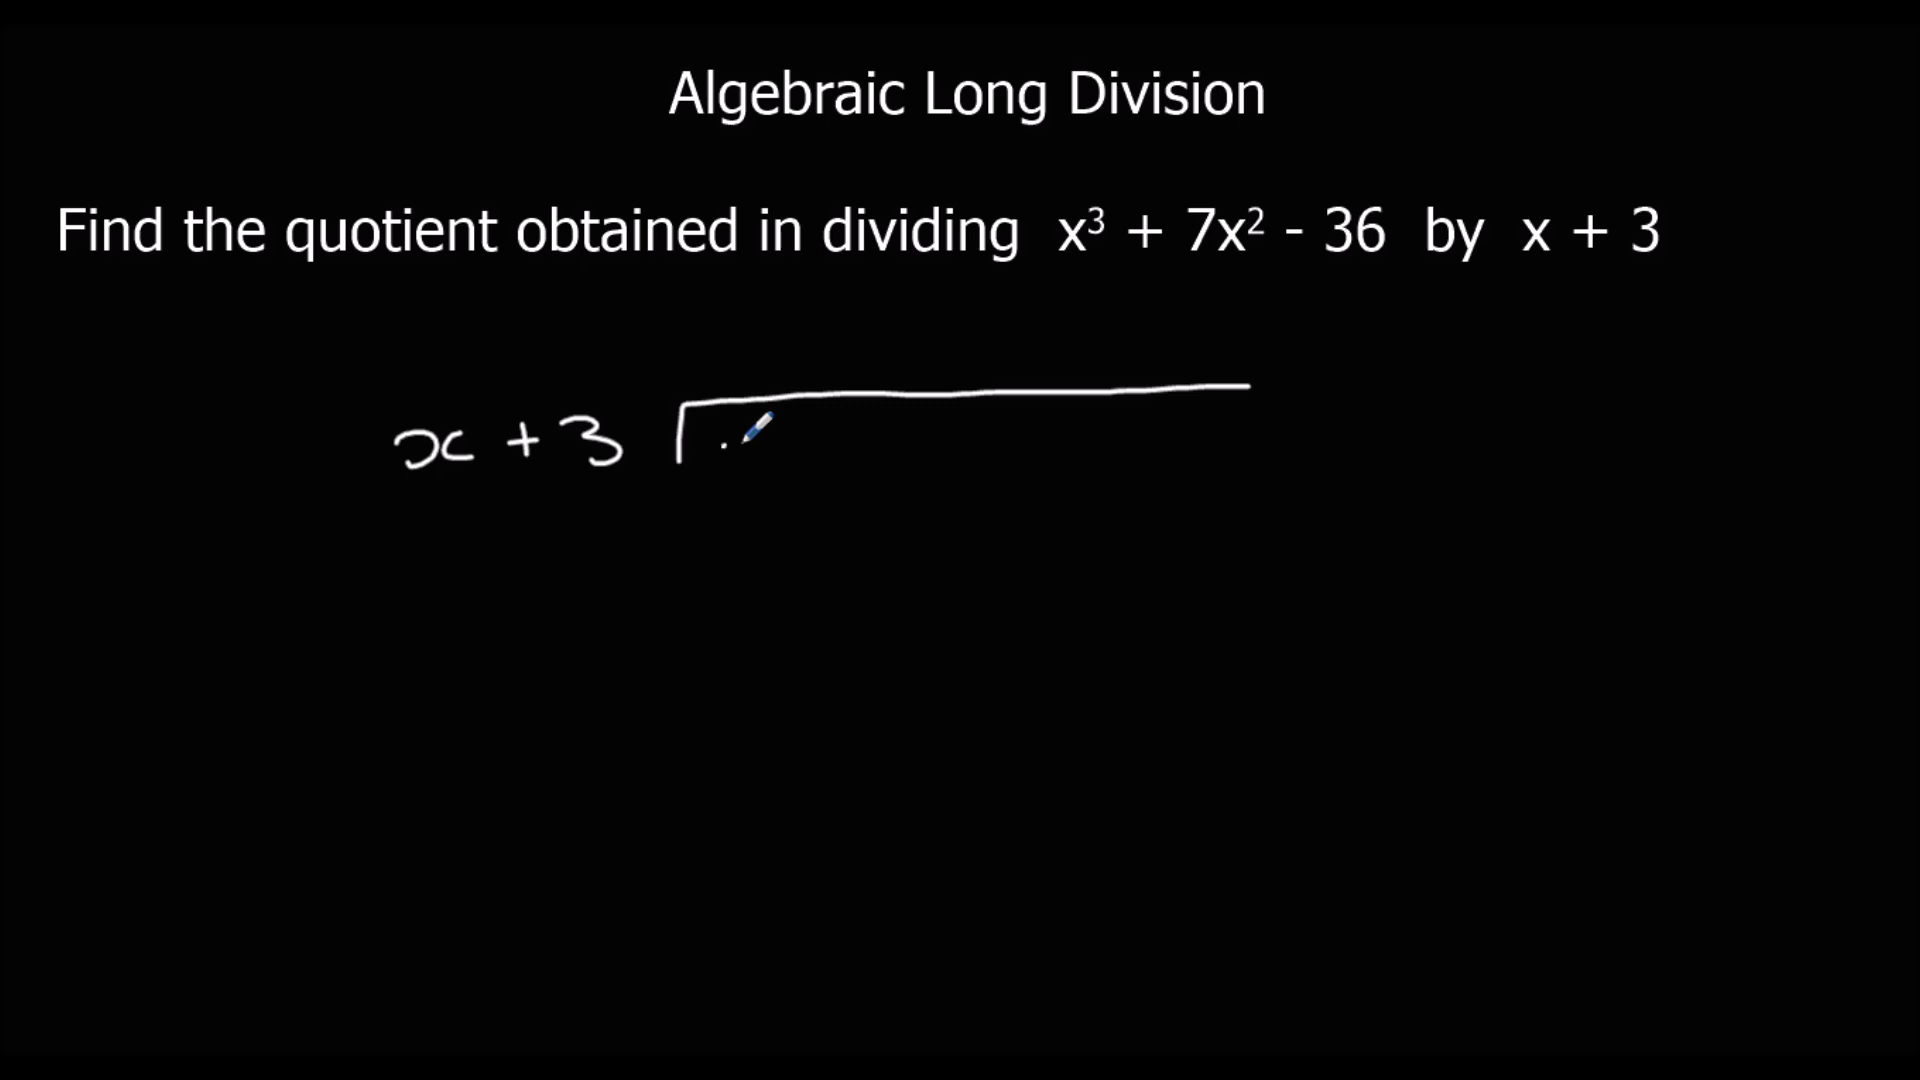 Algebraic Long Division
Find the quotient obtained in dividing x³ + 7x² - 36 by x + 3
x + 3